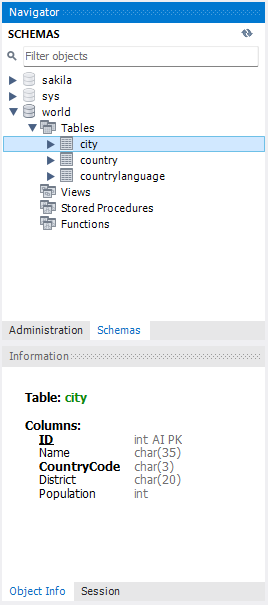 Navigator
SCHEMAS
Filter objects
sakila
sys
world
Tables
city
country
countrylanguage
Views
Stored Procedures
Functions
Administration Schemas
Information
Table: city
Columns:
ID int AI PK
Name char(35)
CountryCode char(3)
District char(20)
Population int
Object Info Session